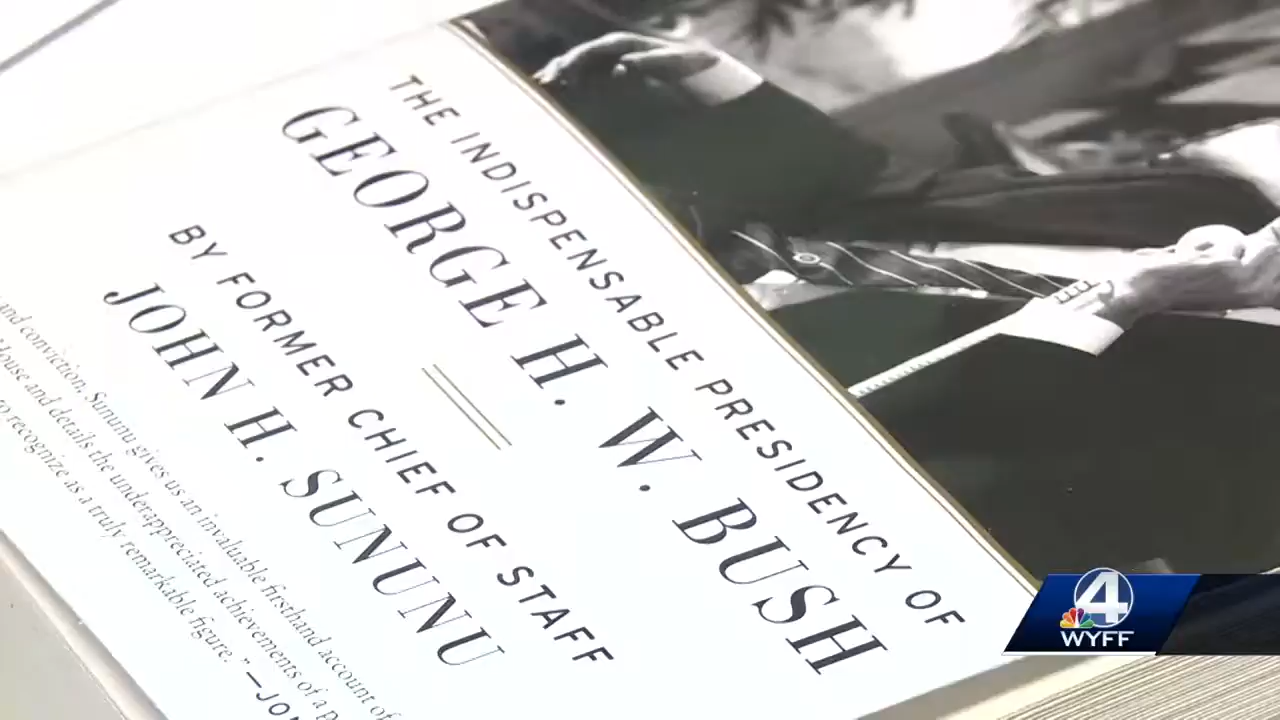 THE INDISPENSABLE PRESIDENCY OF
GEORGE H. W. BUSH
BY FORMER CHIEF OF STAFF
JOHN H. SUNUNU
and conviction, Sununu gives us an invaluable firsthand account of
House and details the underappreciated achievements of a
to recognize as a truly remarkable figure."
4
WYFF